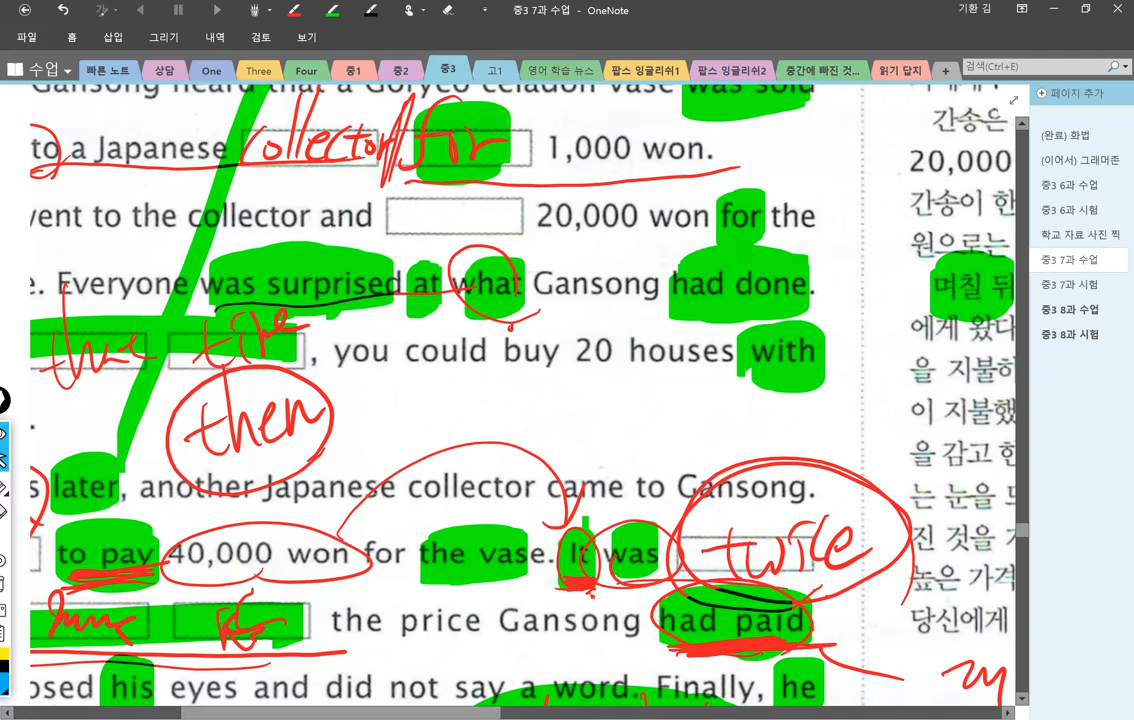 중3 7과 수업 - OneNote
기환 김
파일 홈 삽입 그리기 내역 검토 보기
수업 빠른 노트 상담 One Three Four 중1 중2 중3 고1 영어 학습 뉴스 팝스 잉글리쉬1 팝스 잉글리쉬2 중간에 빠진 것... 읽기 답지 + 검색(Ctrl+E)
페이지 추가
(완료) 화법
(이어서) 그래머존
중3 6과 수업
중3 6과 시험
학교 자료 사진 찍
중3 7과 수업
중3 7과 시험
중3 8과 수업
중3 8과 시험
Gansong heard that a Goryeo celadon vase was sold
to a Japanese collector for 1,000 won.
vent to the collector and 20,000 won for the
e. Everyone was surprised at what Gansong had done.
time , you could buy 20 houses with
then
s later, another Japanese collector came to Gansong.
to pay 40,000 won for the vase. It was twice
the price Gansong had paid
osed his eyes and did not say a word. Finally, he
간송은
20,000
간송이 한
원으로는
며칠 뒤
에게 왔다
을 지불하
이 지불했
을 감고 한
는 눈을 뜨
진 것을 기
높은 가격
당신에게